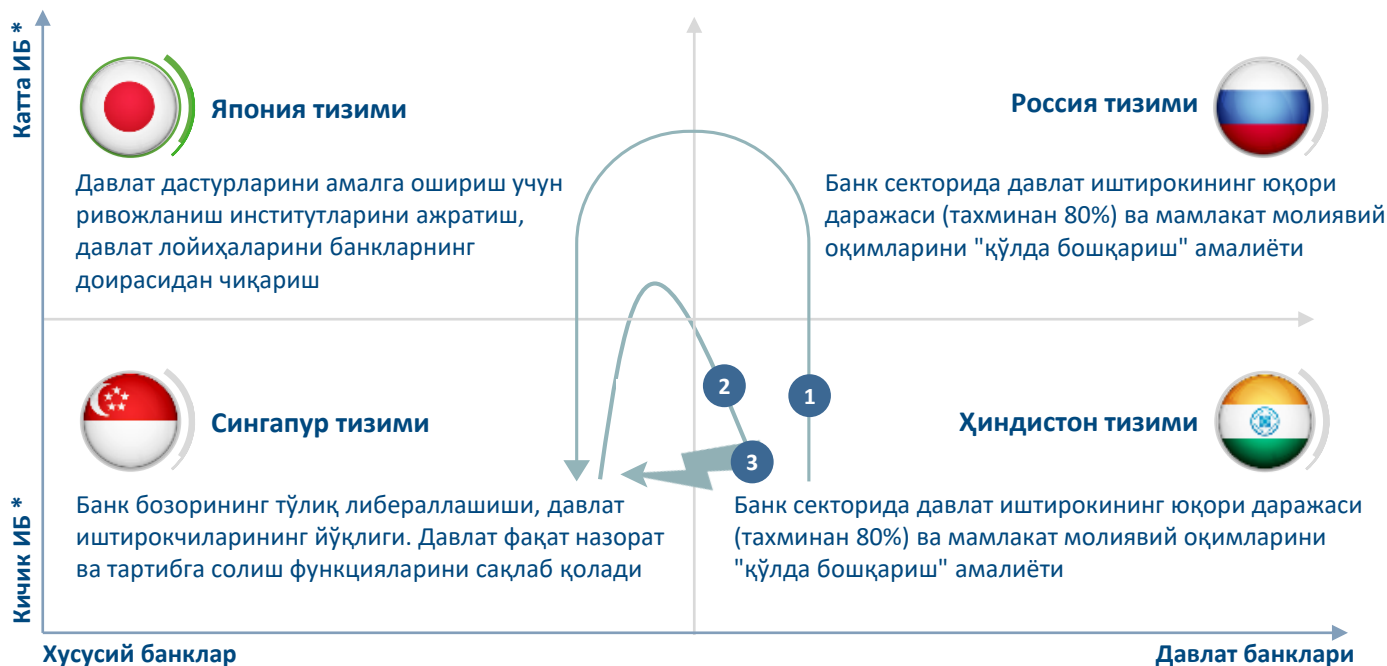 Катта ИБ *
Япония тизими
Давлат дастурларини амалга ошириш учун
ривожланиш институтларини ажратиш,
давлат лойиҳаларини банкларнинг
доирасидан чиқариш
Россия тизими
Банк секторида давлат иштирокининг юқори
даражаси (тахминан 80%) ва мамлакат молиявий
оқимларини "қўлда бошқариш" амалиёти
2
1
3
Кичик ИБ *
Сингапур тизими
Банк бозорининг тўлиқ либераллашиши, давлат
иштирокчиларининг йўқлиги. Давлат фақат назорат
ва тартибга солиш функцияларини сақлаб қолади
Ҳиндистон тизими
Банк секторида давлат иштирокининг юқори даражаси
(тахминан 80%) ва мамлакат молиявий оқимларини
"қўлда бошқариш" амалиёти
Хусусий банклар
Давлат банклари